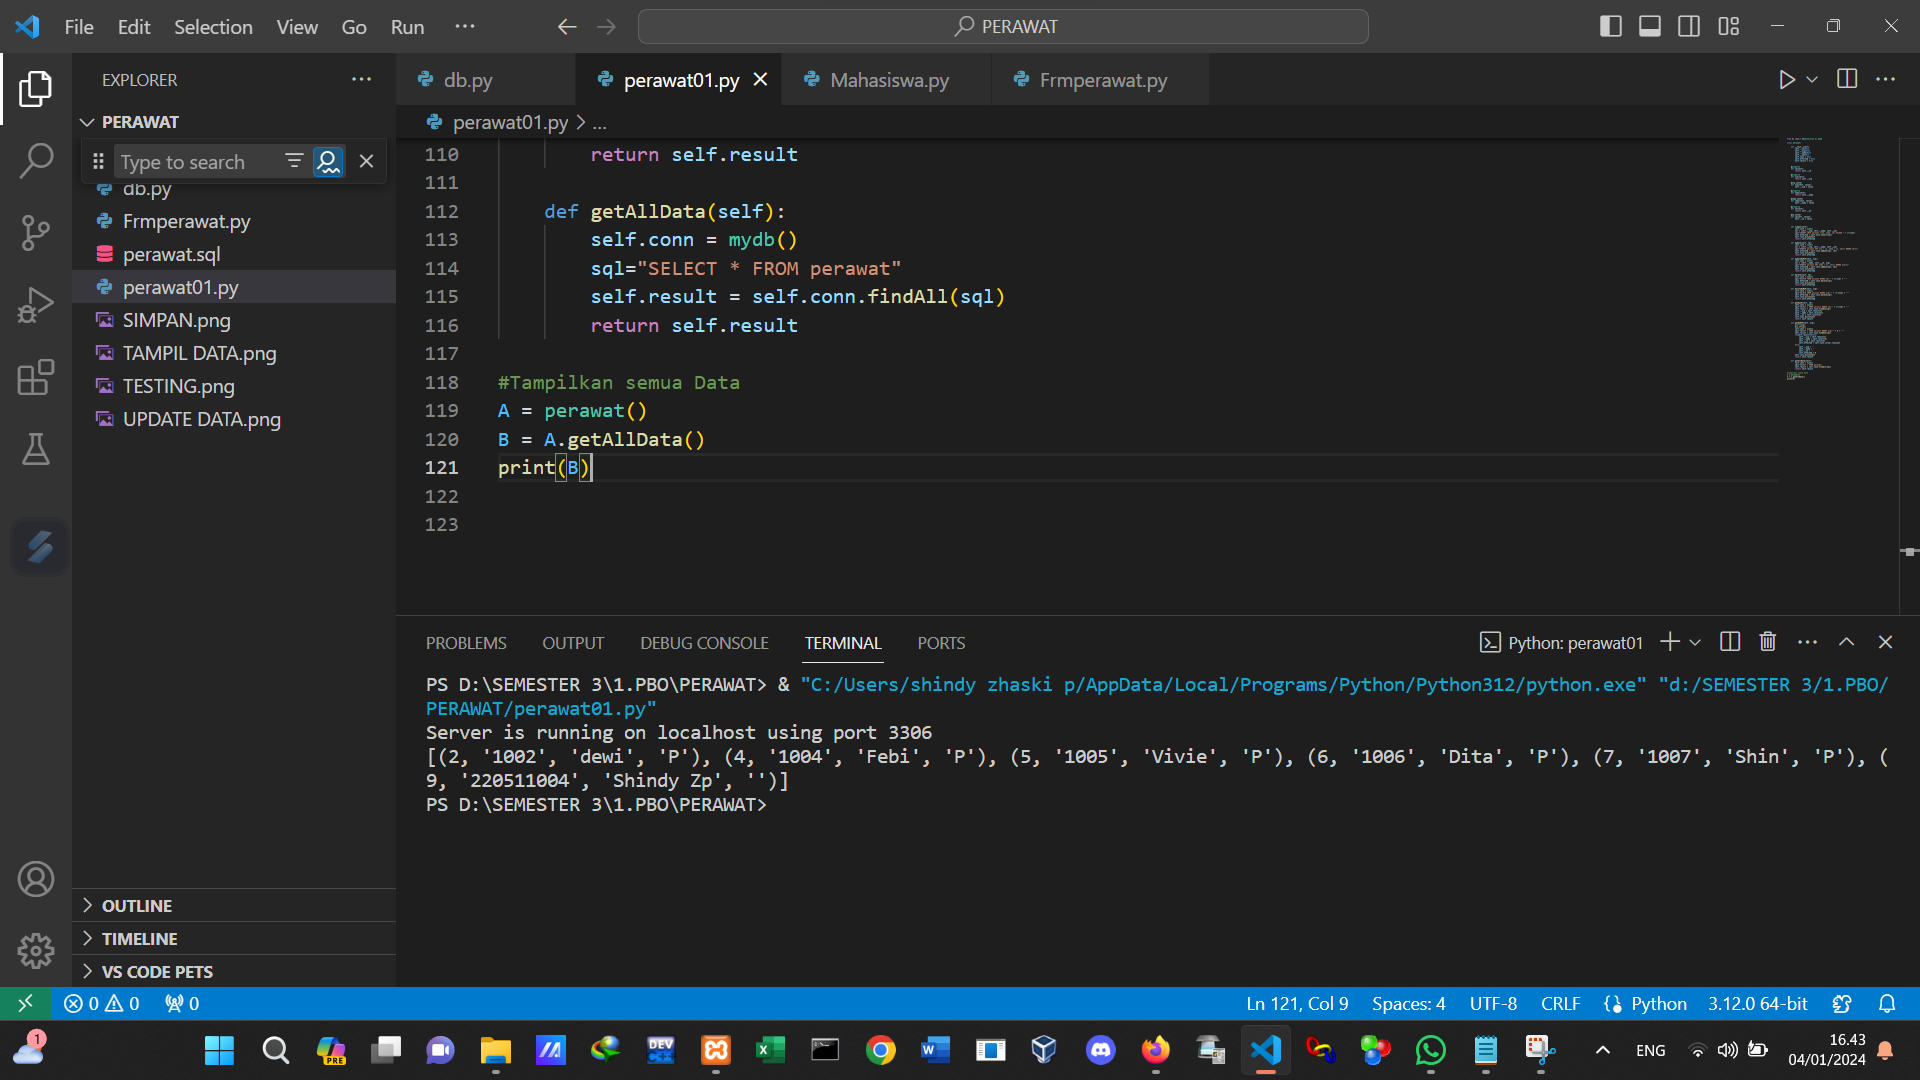 File Edit Selection View Go Run ··· PERAWAT
EXPLORER ···
PERAWAT
Type to search
db.py
Frmperawat.py
perawat.sql
perawat01.py
SIMPAN.png
TAMPIL DATA.png
TESTING.png
UPDATE DATA.png
OUTLINE
TIMELINE
VS CODE PETS
db.py perawat01.py Mahasiswa.py Frmperawat.py
perawat01.py > ...
110 return self.result
111
112 def getAllData(self):
113 self.conn = mydb()
114 sql="SELECT * FROM perawat"
115 self.result = self.conn.findAll(sql)
116 return self.result
117
118 #Tampilkan semua Data
119 A = perawat()
120 B = A.getAllData()
121 print(B)
122
123
PROBLEMS OUTPUT DEBUG CONSOLE TERMINAL PORTS Python: perawat01
PS D:\SEMESTER 3\1.PBO\PERAWAT> & "C:/Users/shindy zhaski p/AppData/Local/Programs/Python/Python312/python.exe" "d:/SEMESTER 3/1.PBO/
PERAWAT/perawat01.py"
Server is running on localhost using port 3306
[(2, '1002', 'dewi', 'P'), (4, '1004', 'Febi', 'P'), (5, '1005', 'Vivie', 'P'), (6, '1006', 'Dita', 'P'), (7, '1007', 'Shin', 'P'), (
9, '220511004', 'Shindy Zp', '')]
PS D:\SEMESTER 3\1.PBO\PERAWAT>
0 0 0 Ln 121, Col 9 Spaces: 4 UTF-8 CRLF Python 3.12.0 64-bit
1 PRE DEV C++ ENG 16.43
04/01/2024